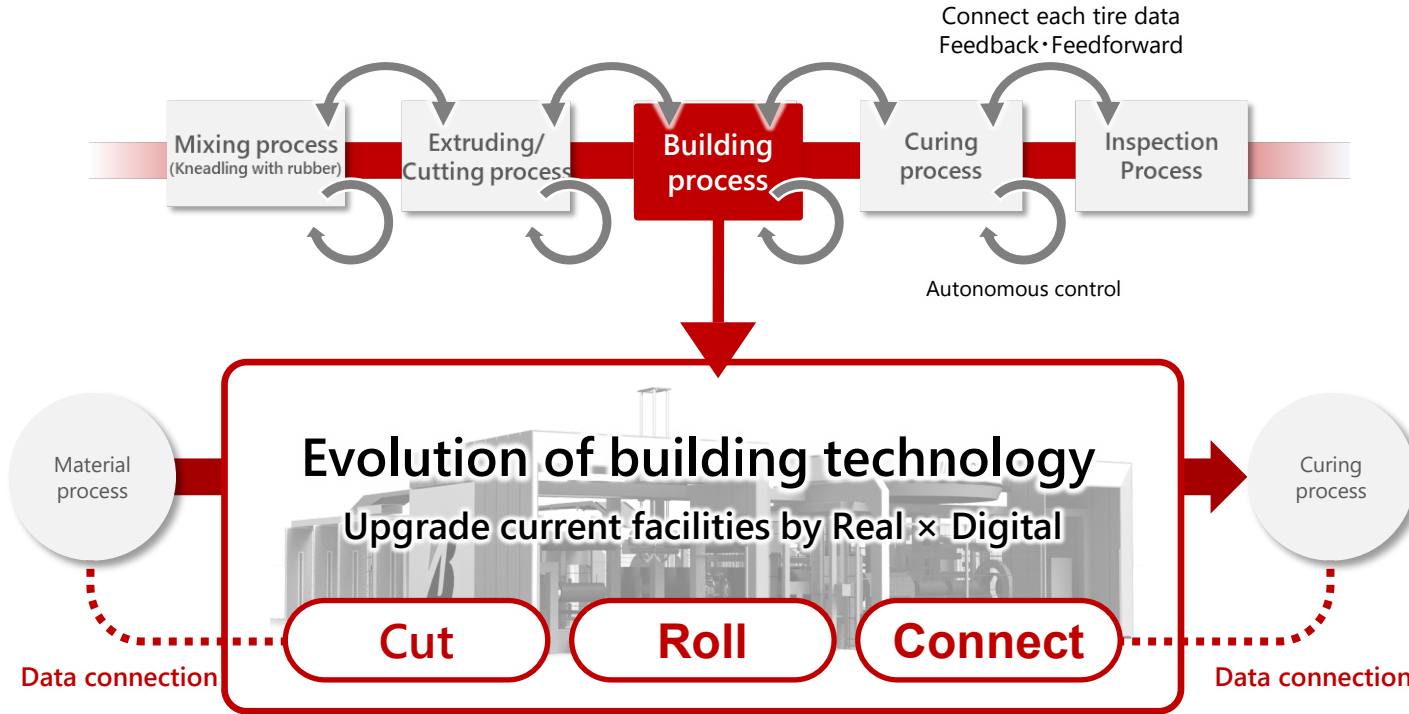 Connect each tire data
Feedback･Feedforward
Mixing process
(Kneadling with rubber)
Extruding/
Cutting process
Building
process
Curing
process
Inspection
Process
Autonomous control
Material
process
Evolution of building technology
Upgrade current facilities by Real × Digital
Curing
process
Cut
Roll
Connect
Data connection
Data connection